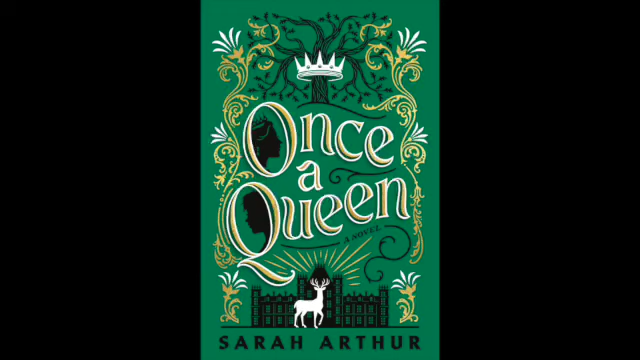 Once
a
Queen
A NOVEL
SARAH ARTHUR